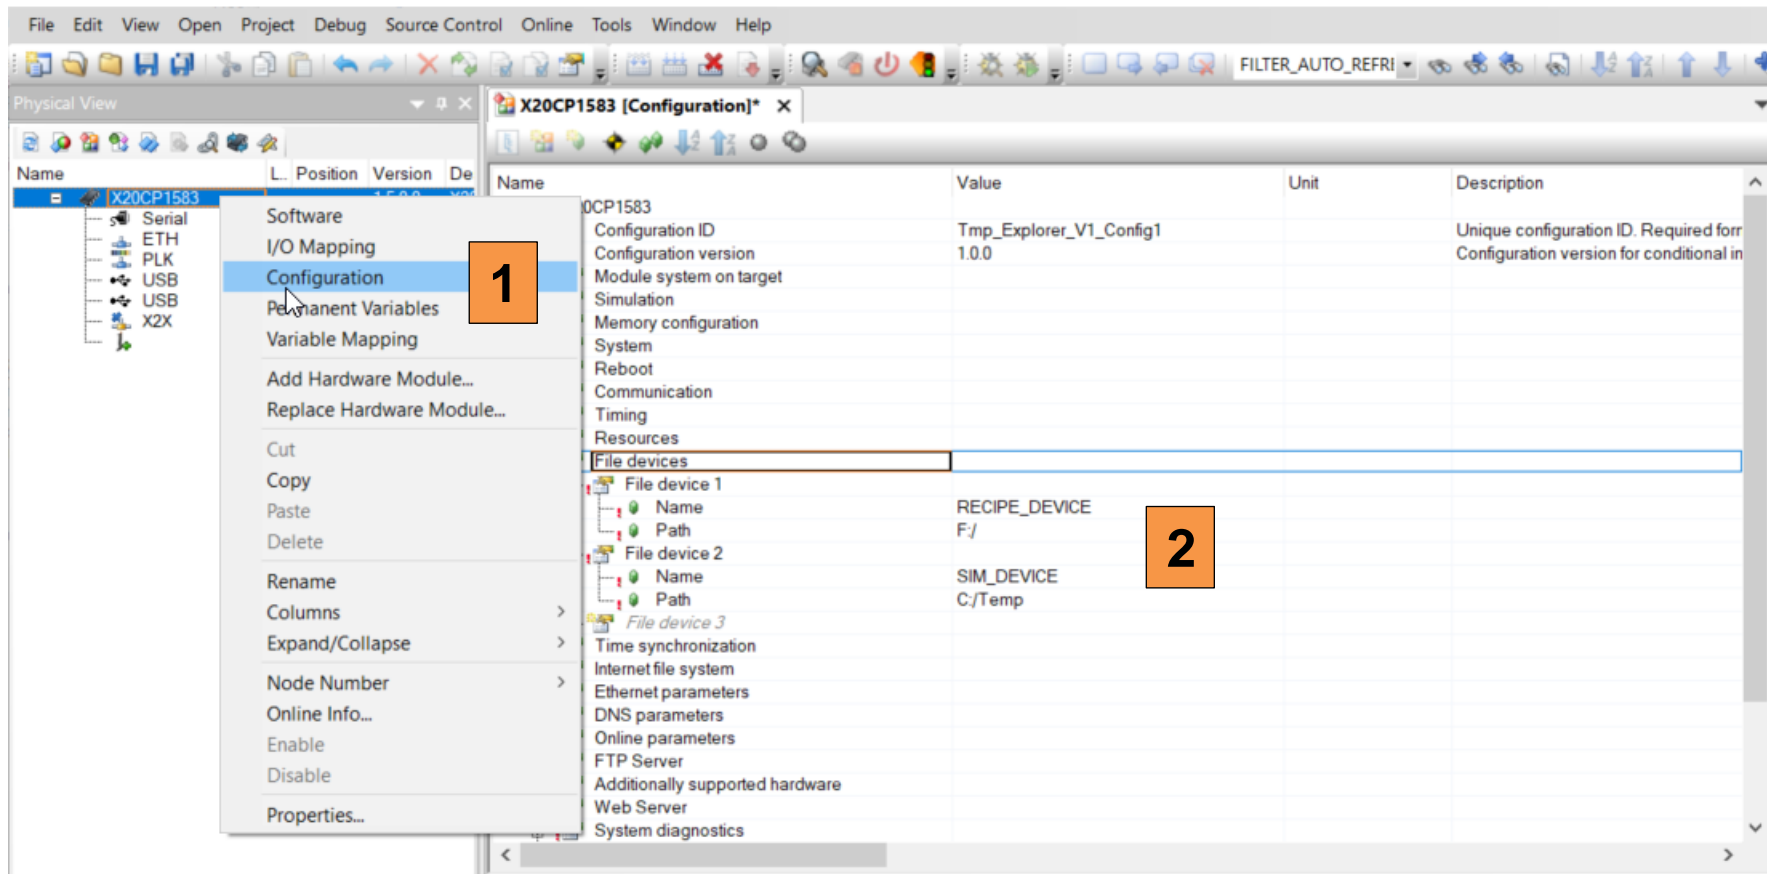 File Edit View Open Project Debug Source Control Online Tools Window Help
FILTER_AUTO_REFRI
Physical View
X20CP1583 [Configuration]*
Name L.. Position Version De
X20CP1583
Serial
ETH
PLK
USB
USB
X2X
Software
I/O Mapping
Configuration
Permanent Variables
Variable Mapping
Add Hardware Module...
Replace Hardware Module...
Cut
Copy
Paste
Delete
Rename
Columns
Expand/Collapse
Node Number
Online Info...
Enable
Disable
Properties...
1
Name Value Unit Description
0CP1583
Configuration ID Tmp_Explorer_V1_Config1 Unique configuration ID. Required forr
Configuration version 1.0.0 Configuration version for conditional in
Module system on target
Simulation
Memory configuration
System
Reboot
Communication
Timing
Resources
File devices
File device 1
Name RECIPE_DEVICE
Path F:/
File device 2
Name SIM_DEVICE
Path C:/Temp
File device 3
2
Time synchronization
Internet file system
Ethernet parameters
DNS parameters
Online parameters
FTP Server
Additionally supported hardware
Web Server
System diagnostics